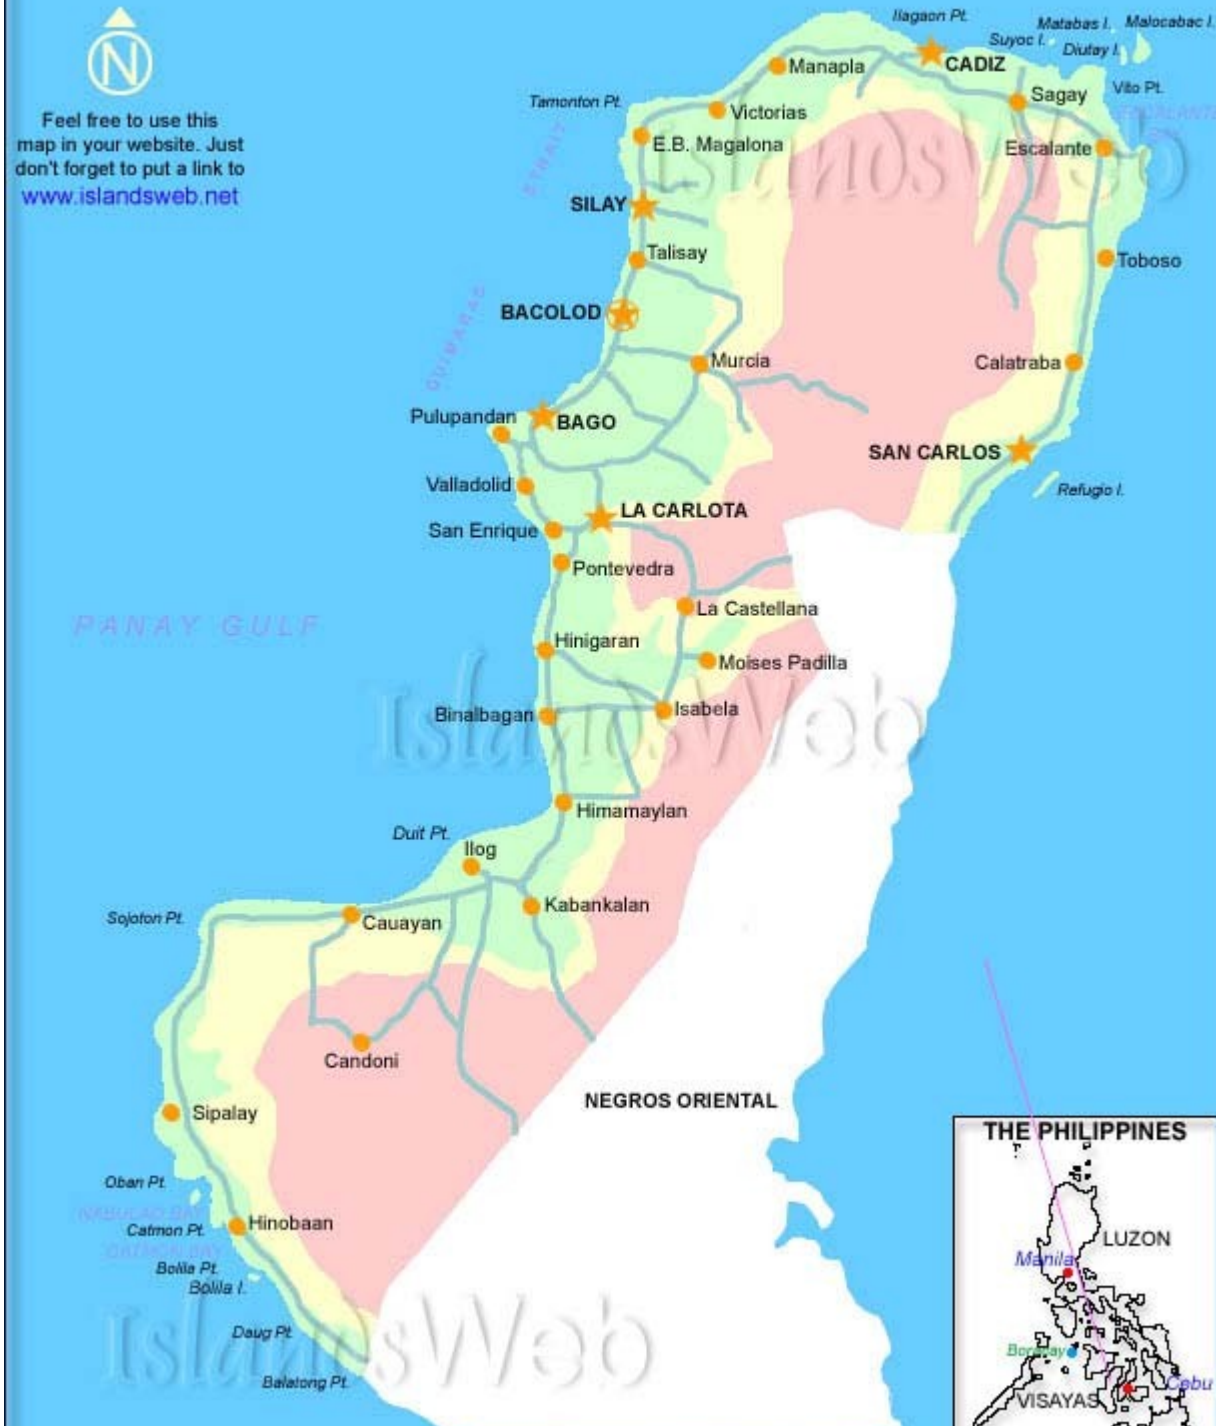 N
Feel free to use this
map in your website. Just
don't forget to put a link to
www.islandsweb.net
Ilagaon Pt.
Matabas I.
Malocabac I.
Suyoc I.
Diutay I.
CADIZ
Manapla
Vito Pt.
Sagay
Tamonton Pt.
Victorias
ESCALANTE
E.B. Magalona
Escalante
IslandsWeb
STRAIT
SILAY
Talisay
Toboso
GUIMARAS
BACOLOD
Murcia
Calatraba
Pulupandan
BAGO
SAN CARLOS
Valladolid
Refugio I.
LA CARLOTA
San Enrique
Pontevedra
La Castellana
PANAY GULF
Hinigaran
Moises Padilla
Binalbagan
Isabela
IslandsWeb
Himamaylan
Duit Pt.
Ilog
Kabankalan
Sojoton Pt.
Cauayan
Candoni
NEGROS ORIENTAL
Sipalay
THE PHILIPPINES
Oban Pt.
Hinobaan
Catmon Pt.
LUZON
Manila
Bolila Pt.
Bolila I.
IslandsWeb
Daug Pt.
Boracay
Balatong Pt.
VISAYAS
Cebu